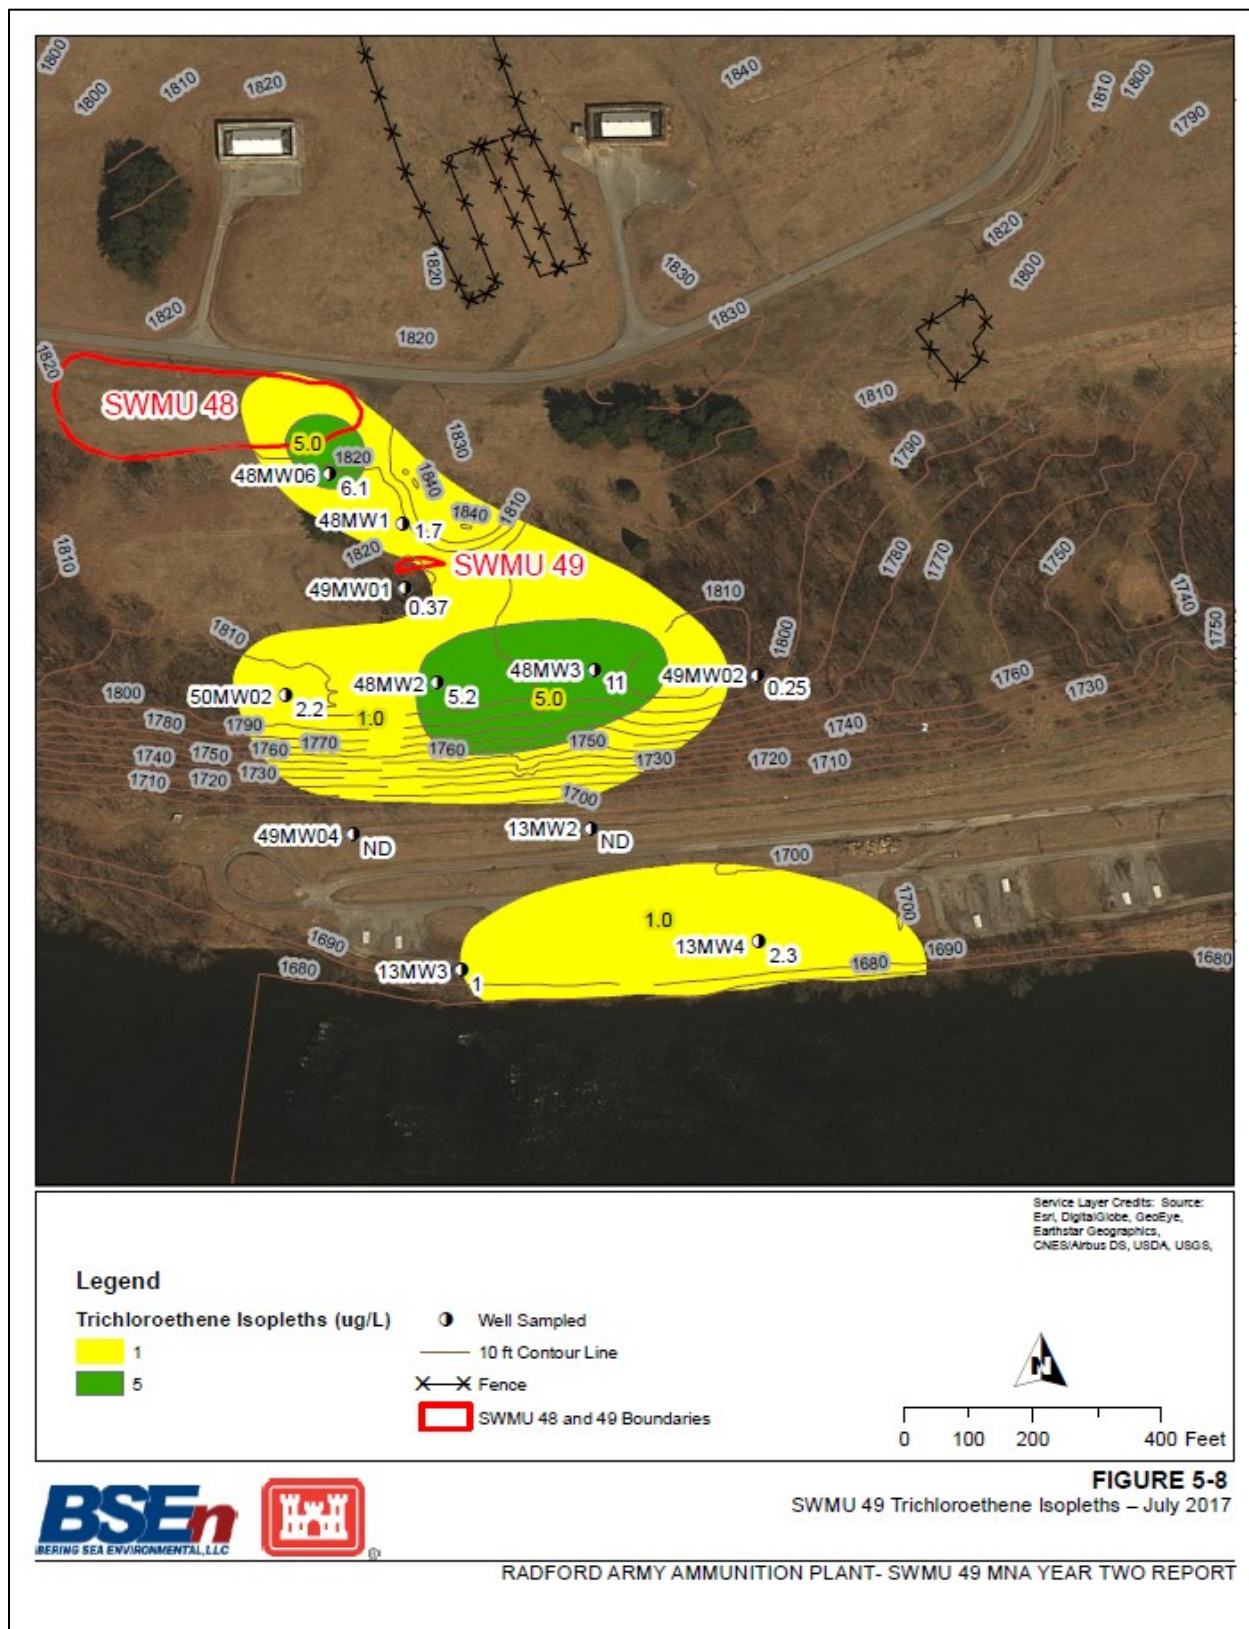 1800
1820
1840
1810
1800
1810
1800
1790
1820
1820
1800
1830
1820
1830
1820
1820
1810
SWMU 48
1830
5.0
1820
1790
48MW06
6.1
1840
1840
1810
48MW1
1.7
1820
SWMU 49
1780
1770
1750
1810
49MW01
0.37
1810
1740
1750
1810
1800
48MW3
11
49MW02
0.25
1760
1730
48MW2
5.2
1800
50MW02
2.2
1.0
5.0
1780
1790
1740
2
1740
1750
1760
1770
1760
1750
1730
1720
1710
1710
1720
1730
1700
49MW04
ND
13MW2
ND
1700
1.0
1700
1690
13MW4
2.3
1690
1680
13MW3
1
1680
1680
Service Layer Credits: Source:
Esri, DigitalGlobe, GeoEye,
Earthstar Geographics,
CNES/Airbus DS, USDA, USGS,
Legend
Trichloroethene Isopleths (ug/L)
1
5
Well Sampled
10 ft Contour Line
Fence
SWMU 48 and 49 Boundaries
N
0 100 200 400 Feet
FIGURE 5-8
SWMU 49 Trichloroethene Isopleths – July 2017
BSEn
BERING SEA ENVIRONMENTAL,LLC
®
RADFORD ARMY AMMUNITION PLANT- SWMU 49 MNA YEAR TWO REPORT